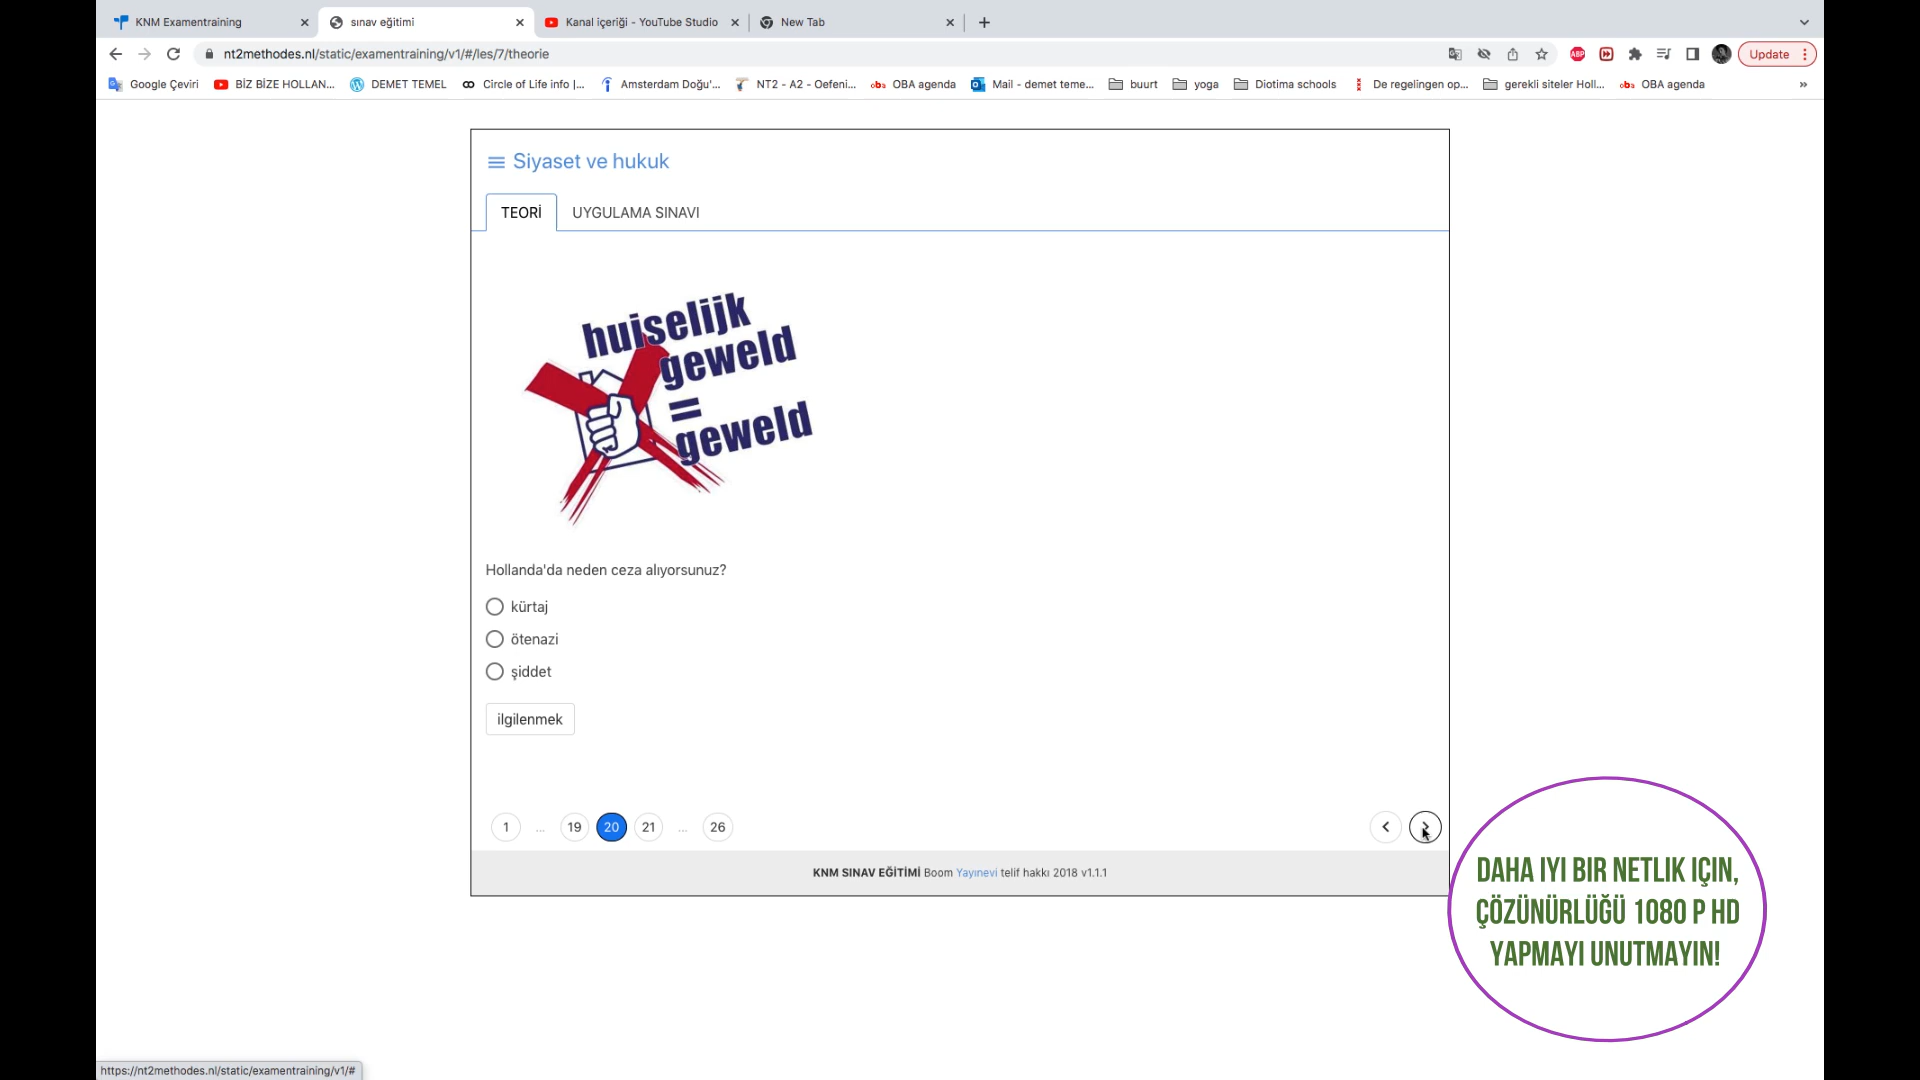 KNM Examentraining
sınav eğitimi
Kanal içeriği - YouTube Studio
New Tab
nt2methodes.nl/static/examentraining/v1/#/les/7/theorie
ABP
Update
Google Çeviri
BİZ BİZE HOLLAN...
DEMET TEMEL
Circle of Life info |...
Amsterdam Doğu'...
NT2 - A2 - Oefeni...
oba OBA agenda
Mail - demet teme...
buurt
yoga
Diotima schools
De regelingen op...
gerekli siteler Holl...
oba OBA agenda
Siyaset ve hukuk
TEORİ
UYGULAMA SINAVI
huiselijk
geweld
=
geweld
Hollanda'da neden ceza alıyorsunuz?
kürtaj
ötenazi
şiddet
ilgilenmek
1 ... 19 20 21 ... 26
KNM SINAV EĞİTİMİ Boom Yayınevi telif hakkı 2018 v1.1.1
DAHA IYI BIR NETLIK IÇIN,
ÇÖZÜNÜRLÜĞÜ 1080 P HD
YAPMAYI UNUTMAYIN!
https://nt2methodes.nl/static/examentraining/v1/#